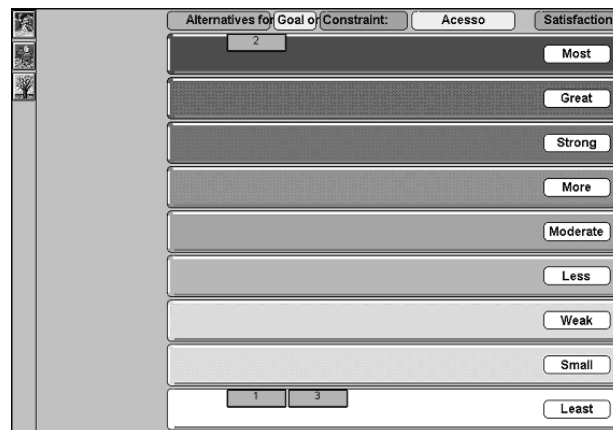 Alternatives for Goal or Constraint: Acesso Satisfaction
2
Most
Great
Strong
More
Moderate
Less
Weak
Small
1 3
Least